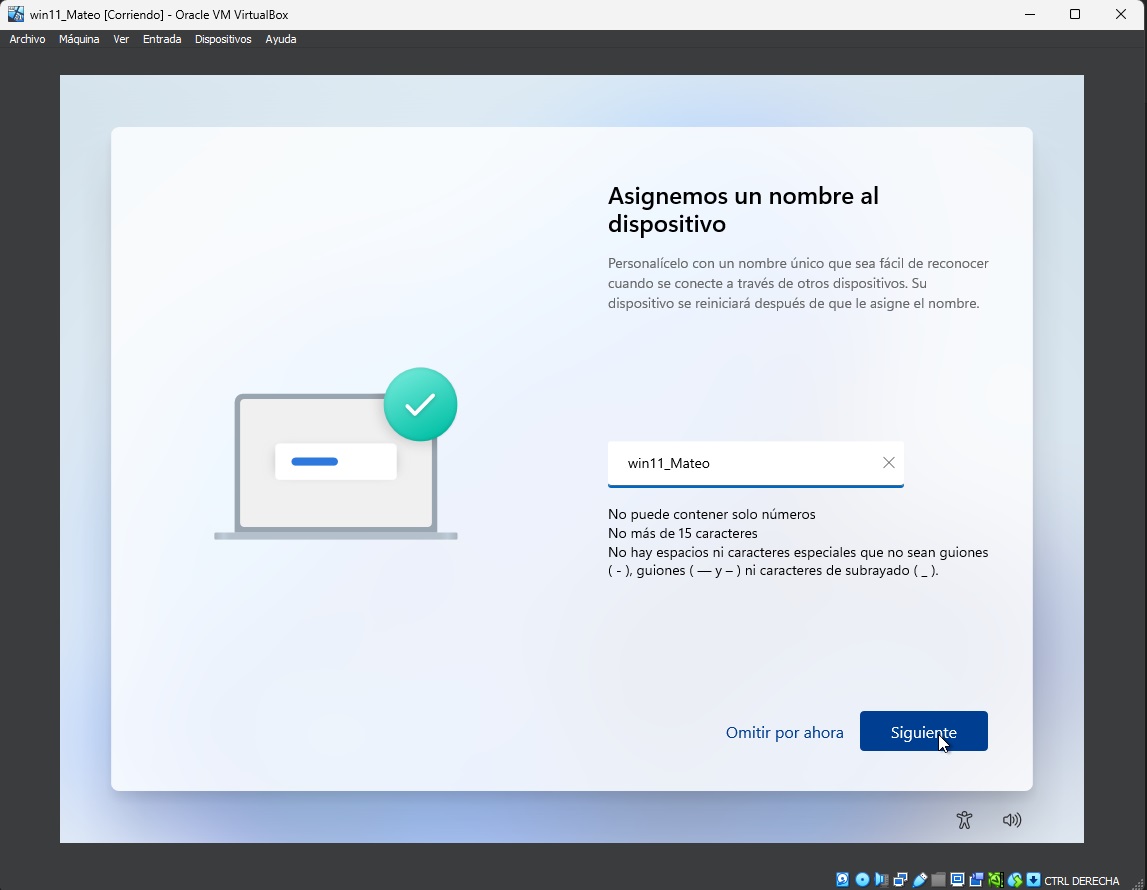 win11_Mateo [Corriendo] - Oracle VM VirtualBox
Archivo Máquina Ver Entrada Dispositivos Ayuda
Asignemos un nombre al
dispositivo
Personalícelo con un nombre único que sea fácil de reconocer
cuando se conecte a través de otros dispositivos. Su
dispositivo se reiniciará después de que le asigne el nombre.
win11_Mateo
No puede contener solo números
No más de 15 caracteres
No hay espacios ni caracteres especiales que no sean guiones
( - ), guiones ( — y – ) ni caracteres de subrayado ( _ ).
Omitir por ahora
Siguiente
CTRL DERECHA